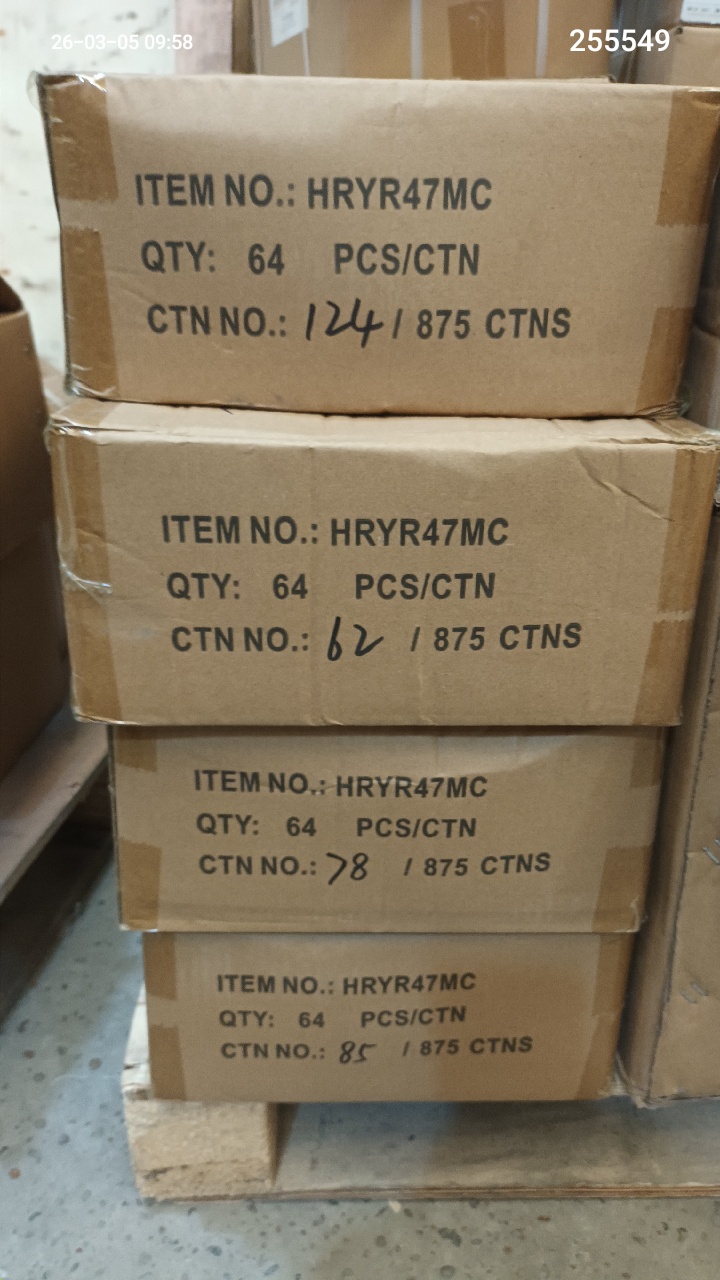 26-03-05 09:58
255549
ITEM NO.: HRYR47MC
QTY: 64 PCS/CTN
CTN NO.: 124 / 875 CTNS
ITEM NO.: HRYR47MC
QTY: 64 PCS/CTN
CTN NO.: 62 / 875 CTNS
ITEM NO.: HRYR47MC
QTY: 64 PCS/CTN
CTN NO.: 78 / 875 CTNS
ITEM NO.: HRYR47MC
QTY: 64 PCS/CTN
CTN NO.: 85 / 875 CTNS